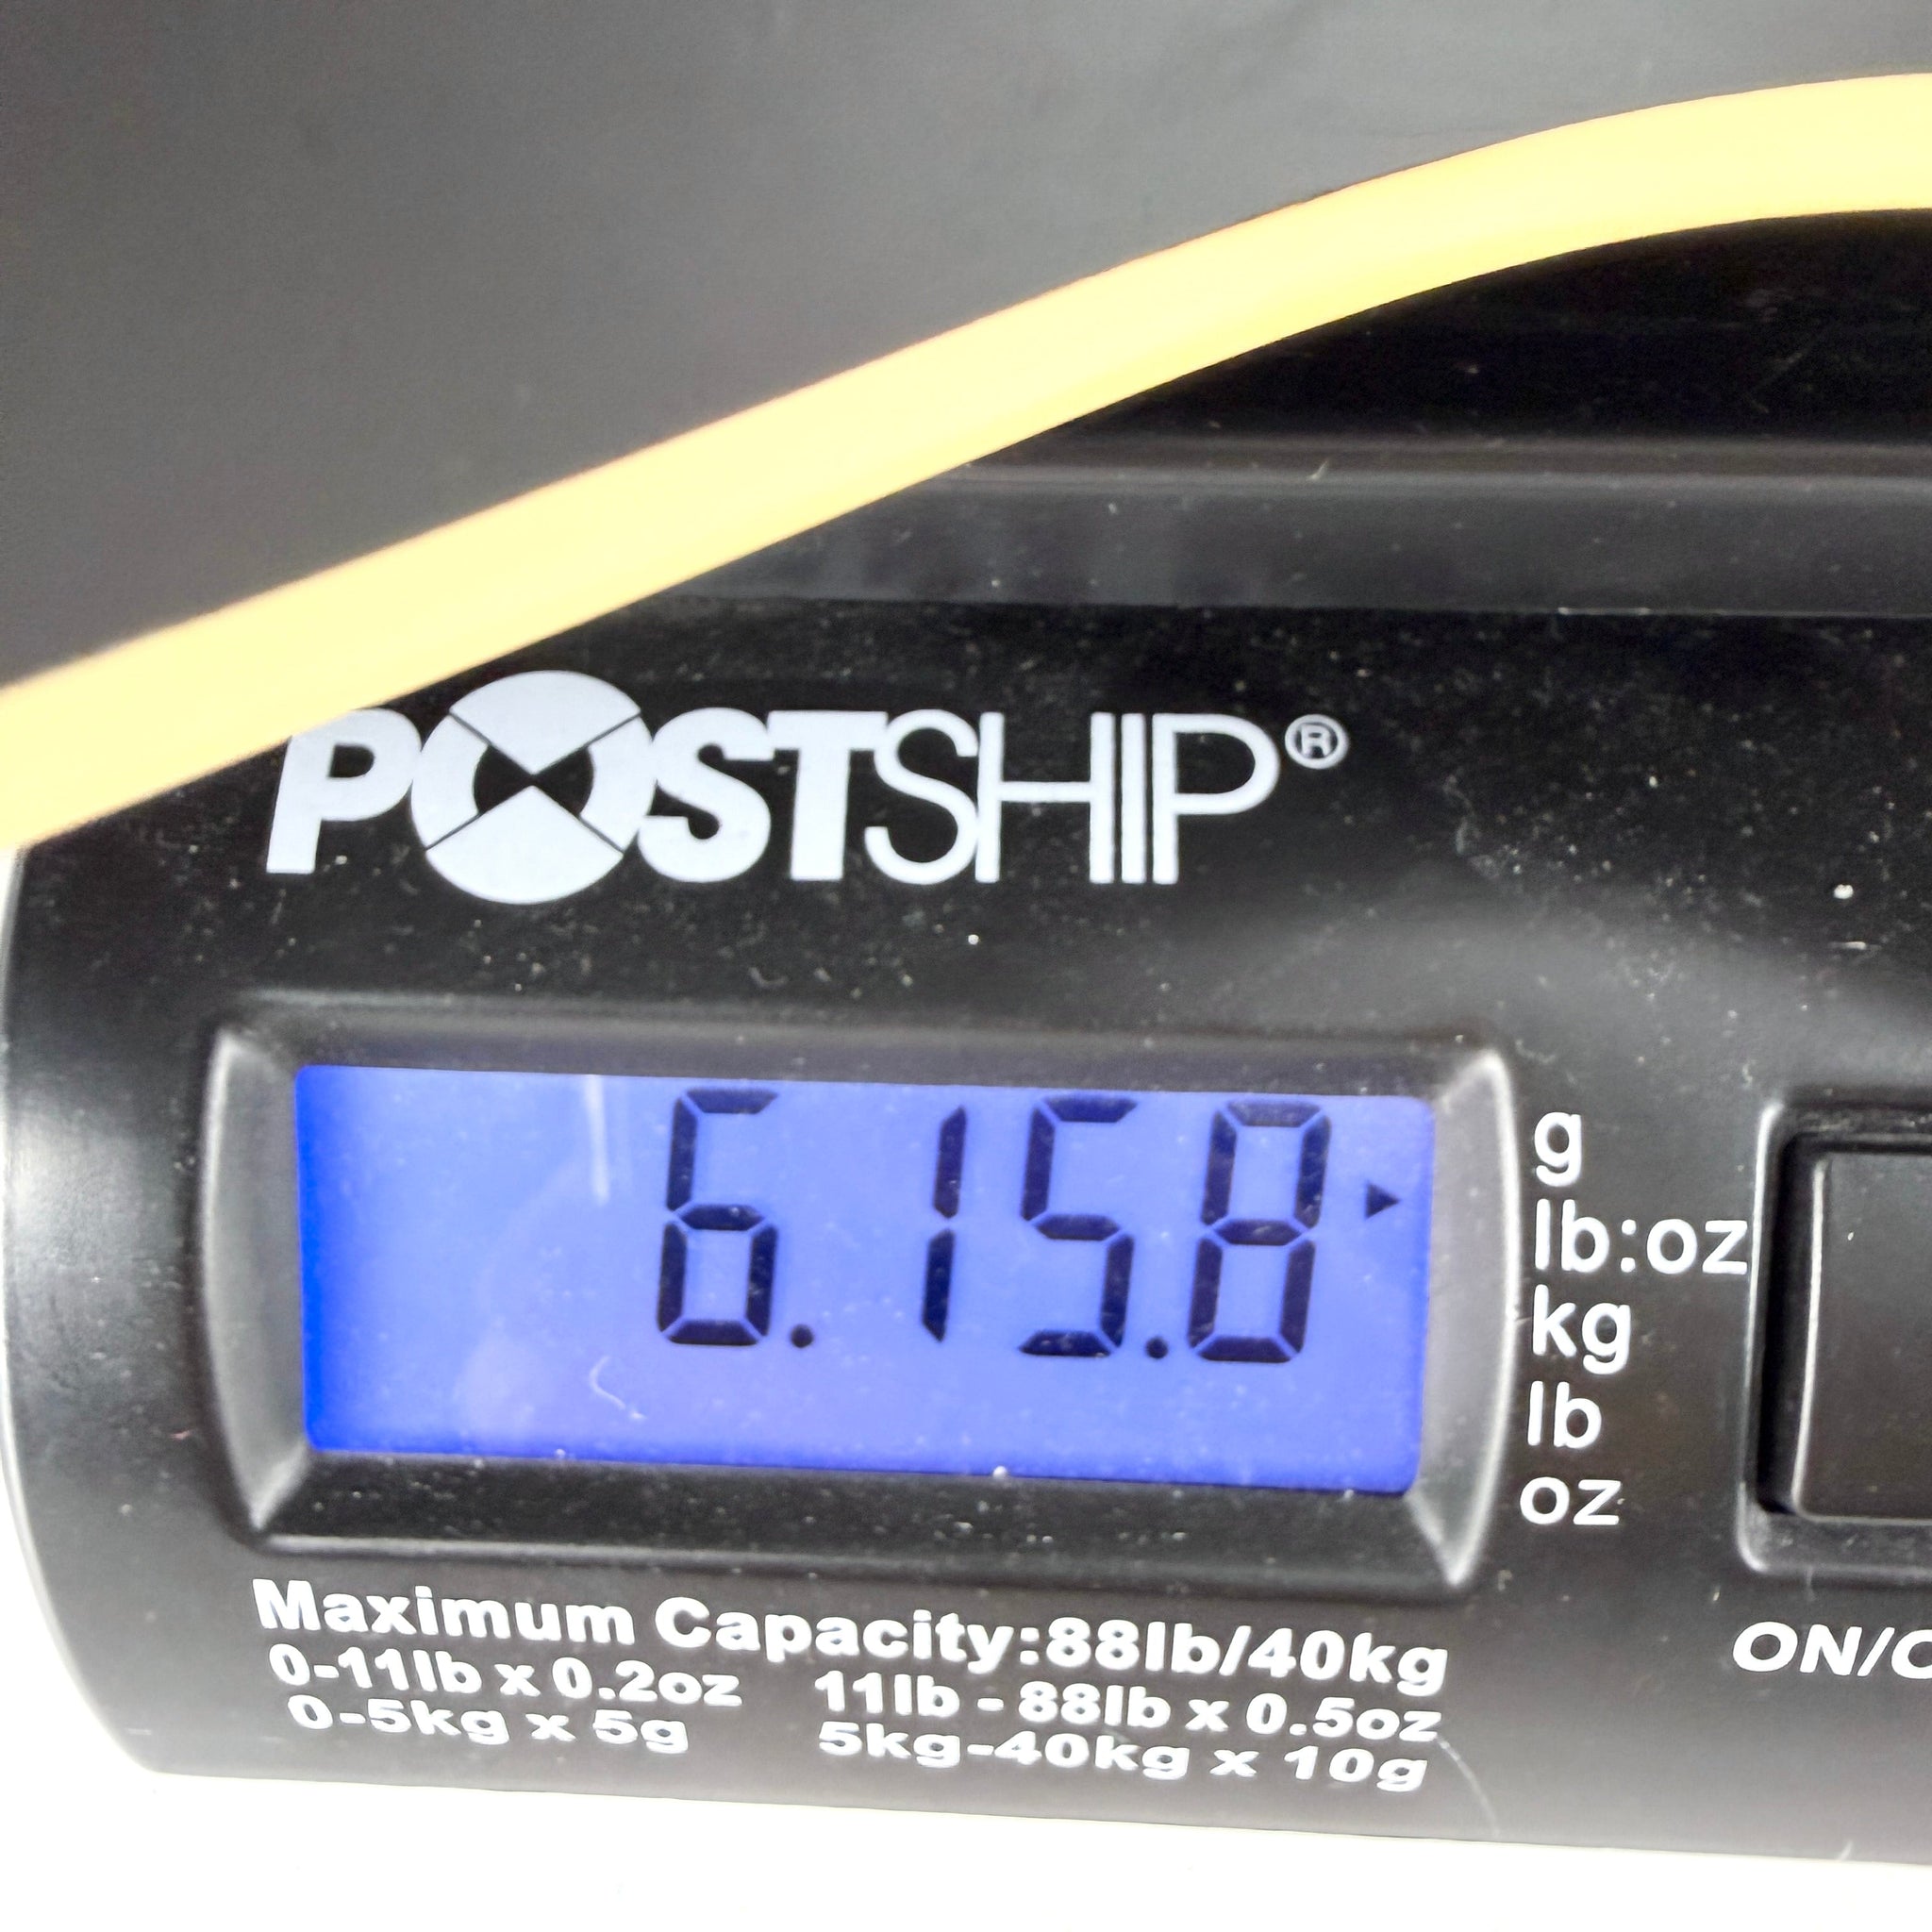 POSTSHIP®
6.15.8
g
lb:oz
kg
lb
oz
Maximum Capacity:88lb/40kg
0-11lb x 0.2oz 11lb - 88lb x 0.5oz
0-5kg x 5g 5kg-40kg x 10g